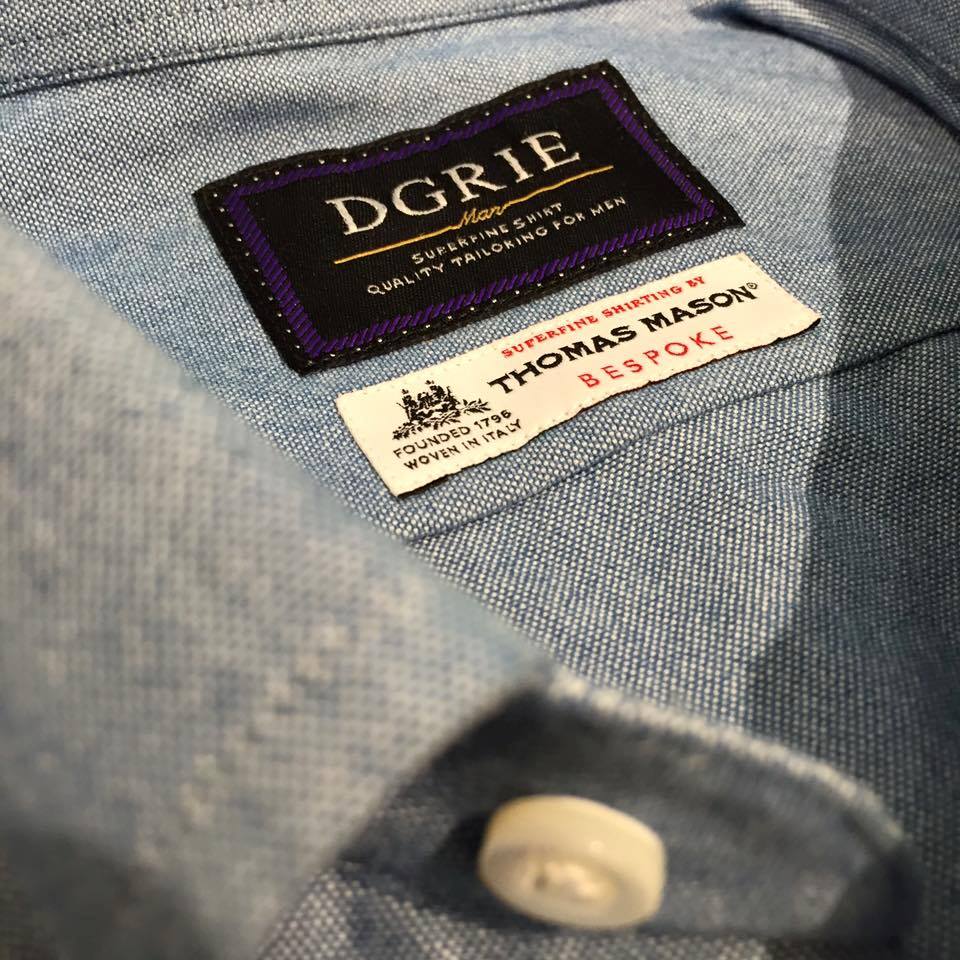 DGRIE
Man
SUPERFINE SHIRT
QUALITY TAILORING FOR MEN
SUPERFINE SHIRTING BY
THOMAS MASON®
BESPOKE
FOUNDED 1796
WOVEN IN ITALY